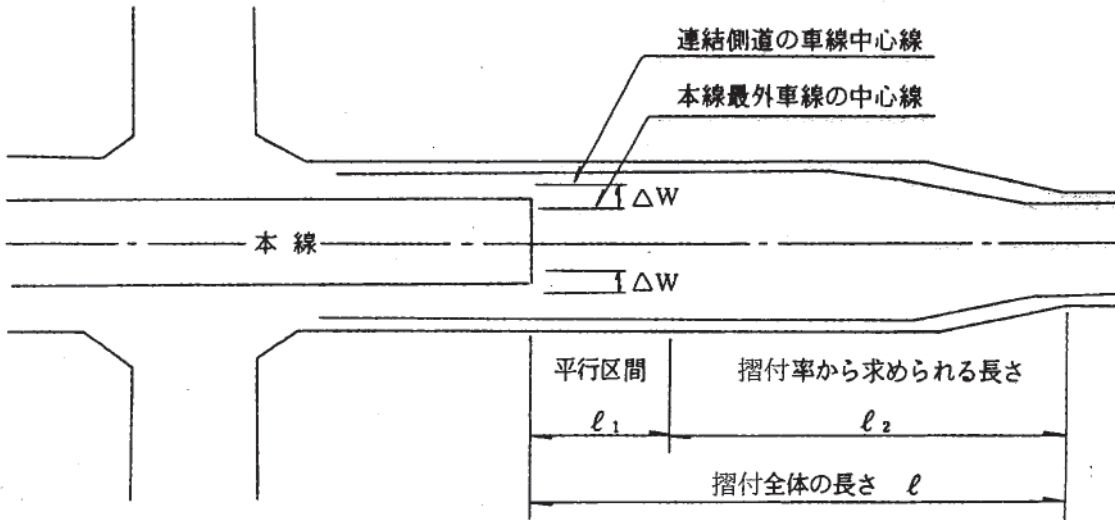 連結側道の車線中心線
本線最外車線の中心線
△W
本線
△W
平行区間
摺付率から求められる長さ
ℓ1
ℓ2
摺付全体の長さ ℓ